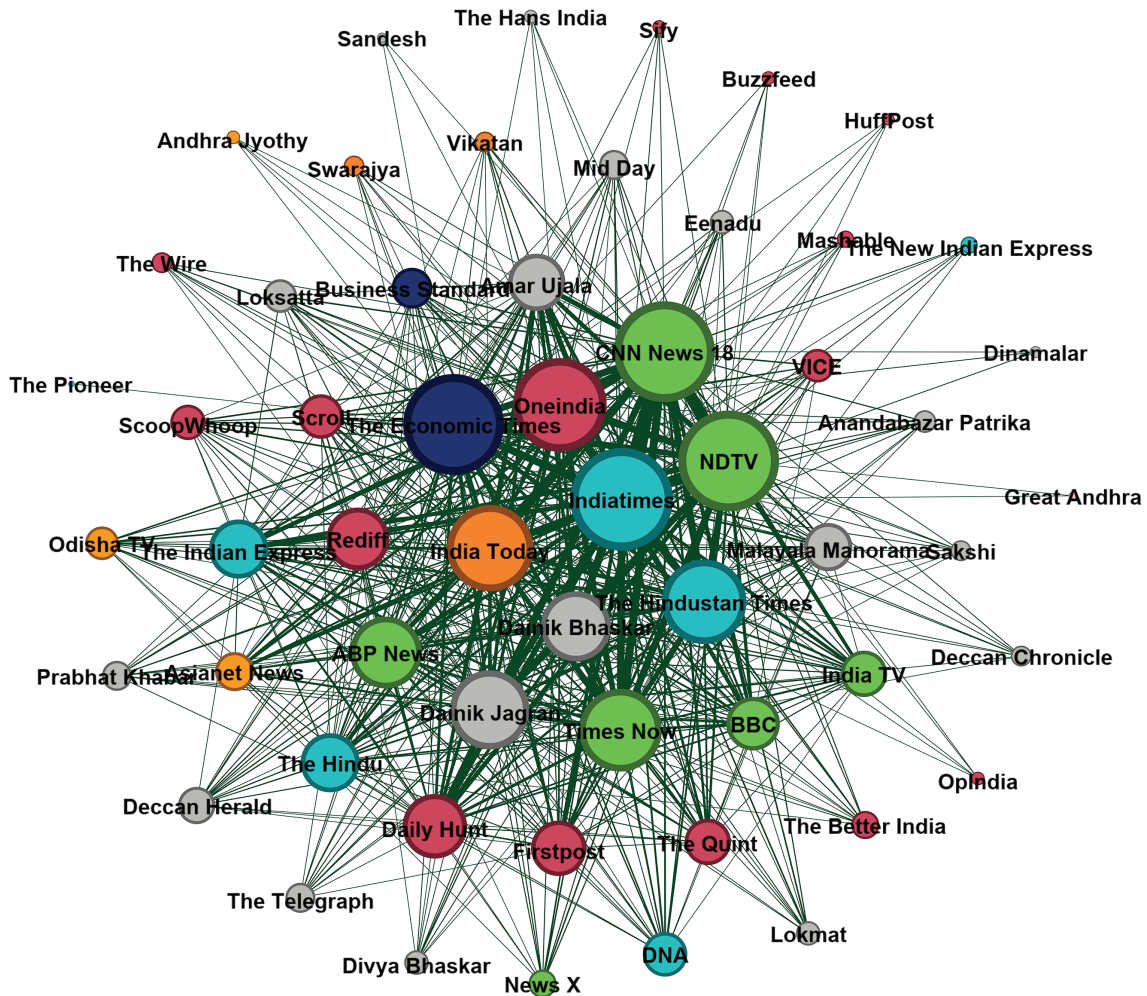 The Hans India
Sify
Sandesh
Buzzfeed
HuffPost
Andhra Jyothy
Vikatan
Swarajya
Mid Day
Eenadu
Mashable
The New Indian Express
The Wire
Loksatta
Business Standard
Amar Ujala
CNN News 18
Dinamalar
VICE
The Pioneer
Oneindia
Scroll
ScoopWhoop
The Economic Times
Anandabazar Patrika
NDTV
Indiatimes
Great Andhra
Odisha TV
The Indian Express
Rediff
India Today
Malayala Manorama
Sakshi
The Hindustan Times
Dainik Bhaskar
ABP News
Deccan Chronicle
Prabhat Khabar
Asianet News
India TV
Dainik Jagran
Times Now
BBC
The Hindu
OpIndia
Deccan Herald
Daily Hunt
The Better India
Firstpost
The Quint
The Telegraph
Lokmat
DNA
Divya Bhaskar
News X